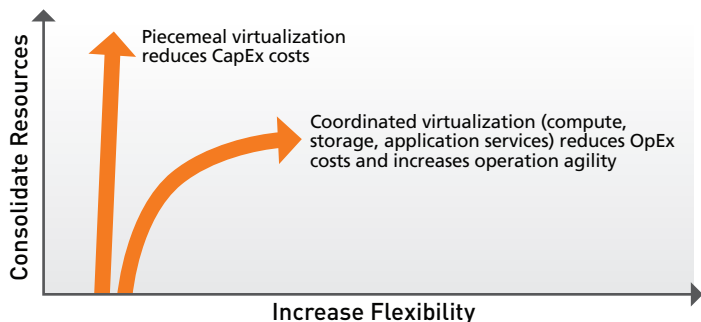 Consolidate Resources
Piecemeal virtualization
reduces CapEx costs
Coordinated virtualization (compute,
storage, application services) reduces OpEx
costs and increases operation agility
Increase Flexibility